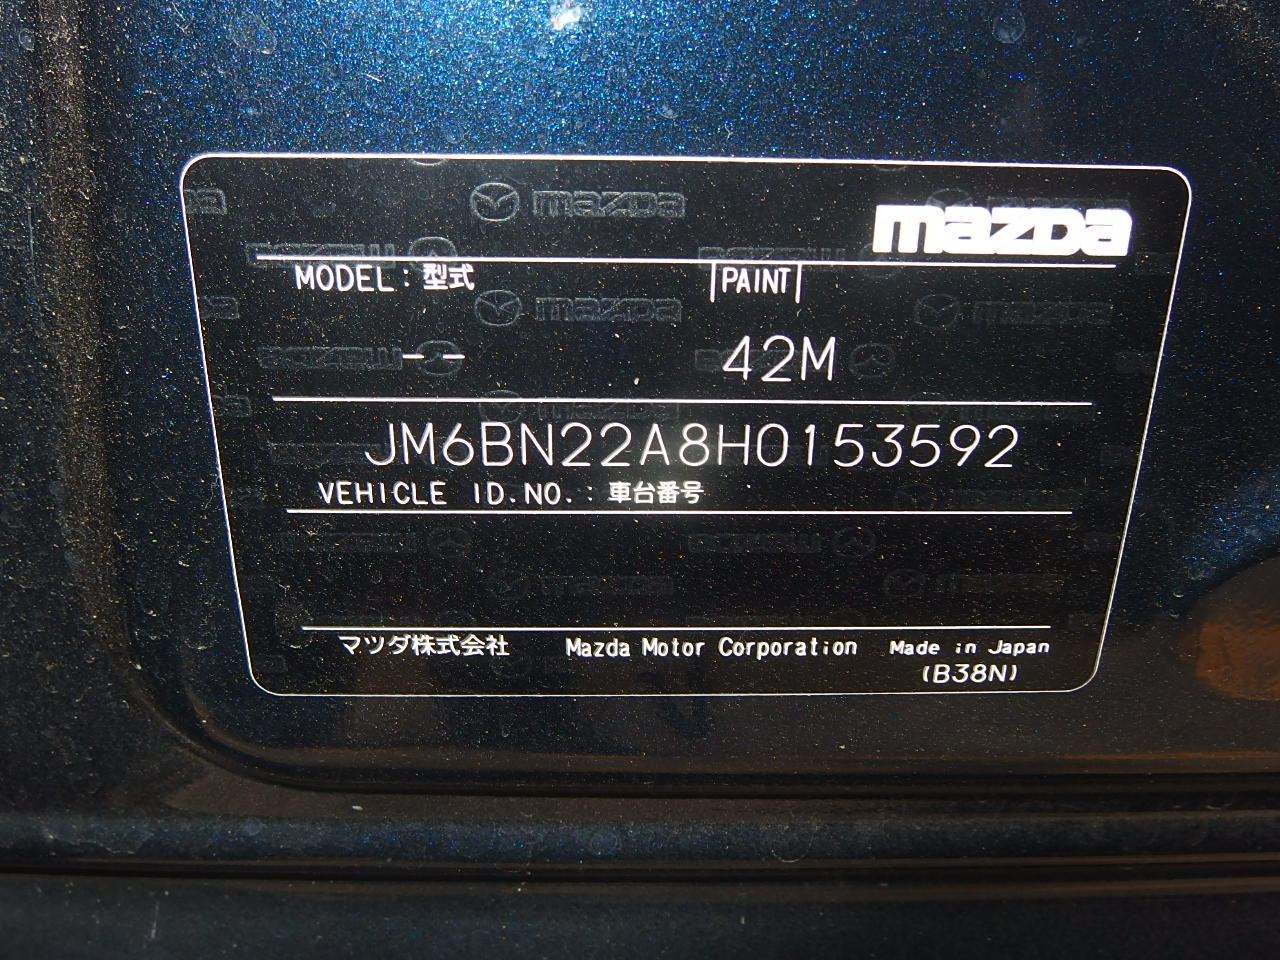 mazda
MODEL：型式 PAINT
-- 42M
JM6BN22A8H0153592
VEHICLE ID.NO.：車台番号
マツダ株式会社 Mazda Motor Corporation Made in Japan
(B38N)